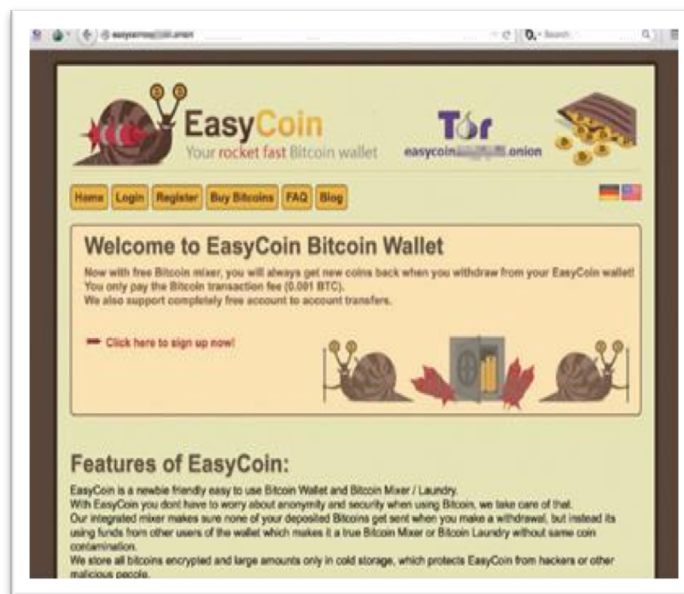 Search
EasyCoin
Your rocket fast Bitcoin wallet
Tor
easycoin .onion
Home Login Register Buy Bitcoins FAQ Blog
Welcome to EasyCoin Bitcoin Wallet
Now with free Bitcoin mixer, you will always get new coins back when you withdraw from your EasyCoin wallet!
You only pay the Bitcoin transaction fee (0.001 BTC).
We also support completely free account to account transfers.
Click here to sign up now!
Features of EasyCoin:
EasyCoin is a newbie friendly easy to use Bitcoin Wallet and Bitcoin Mixer / Laundry.
With EasyCoin you dont have to worry about anonymity and security when using Bitcoin, we take care of that.
Our integrated mixer makes sure none of your deposited Bitcoins get sent when you make a withdrawal, but instead its
using funds from other users of the wallet which makes it a true Bitcoin Mixer or Bitcoin Laundry without same coin
contamination.
We store all bitcoins encrypted and large amounts only in cold storage, which protects EasyCoin from hackers or other
malicious people.